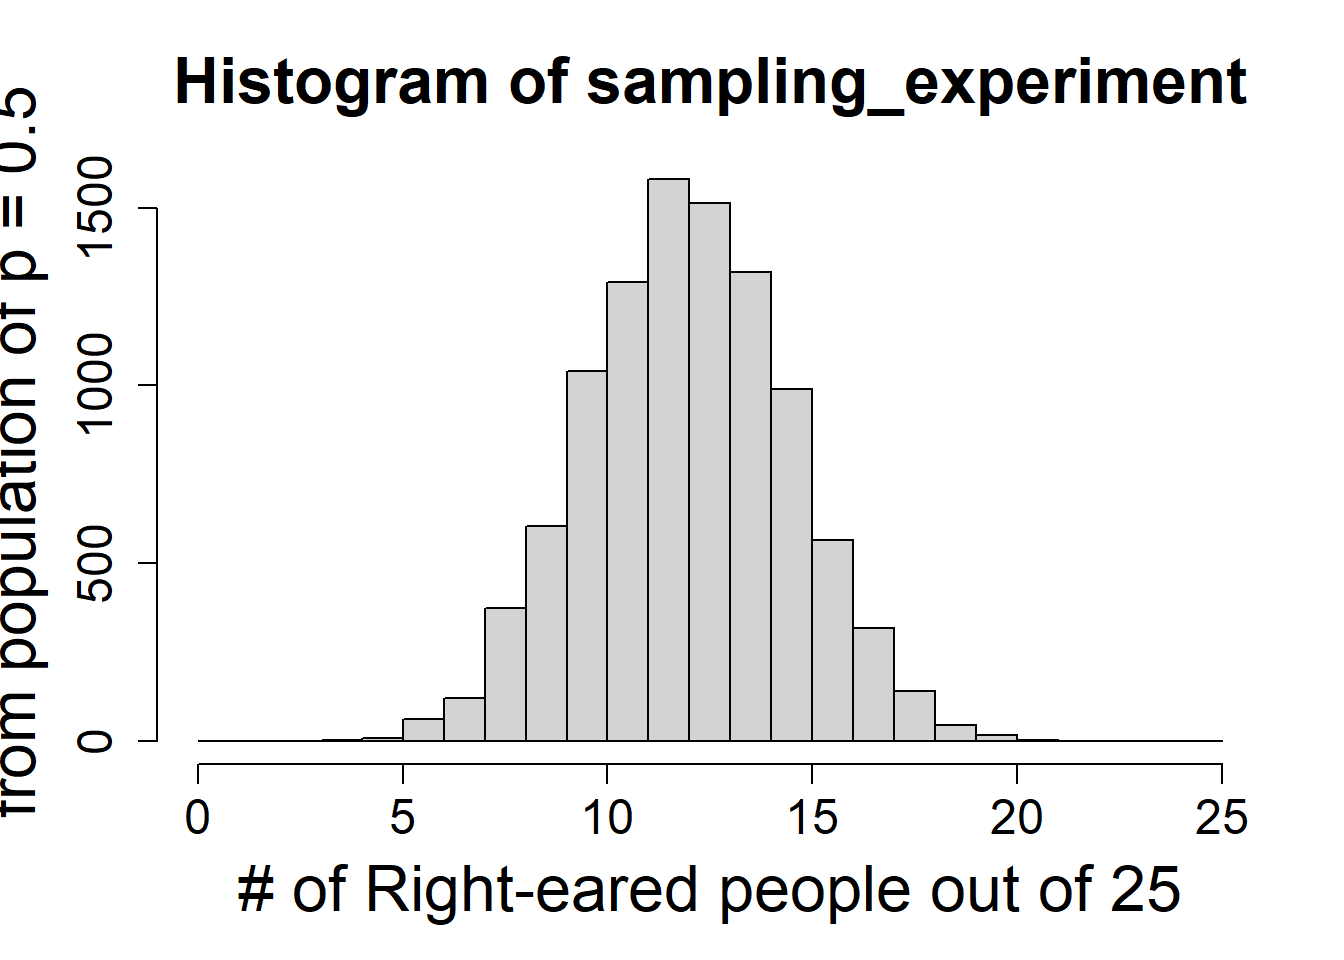 Histogram of sampling_experiment
from population of p = 0.5
1500
1000
500
0
0 5 10 15 20 25
# of Right-eared people out of 25